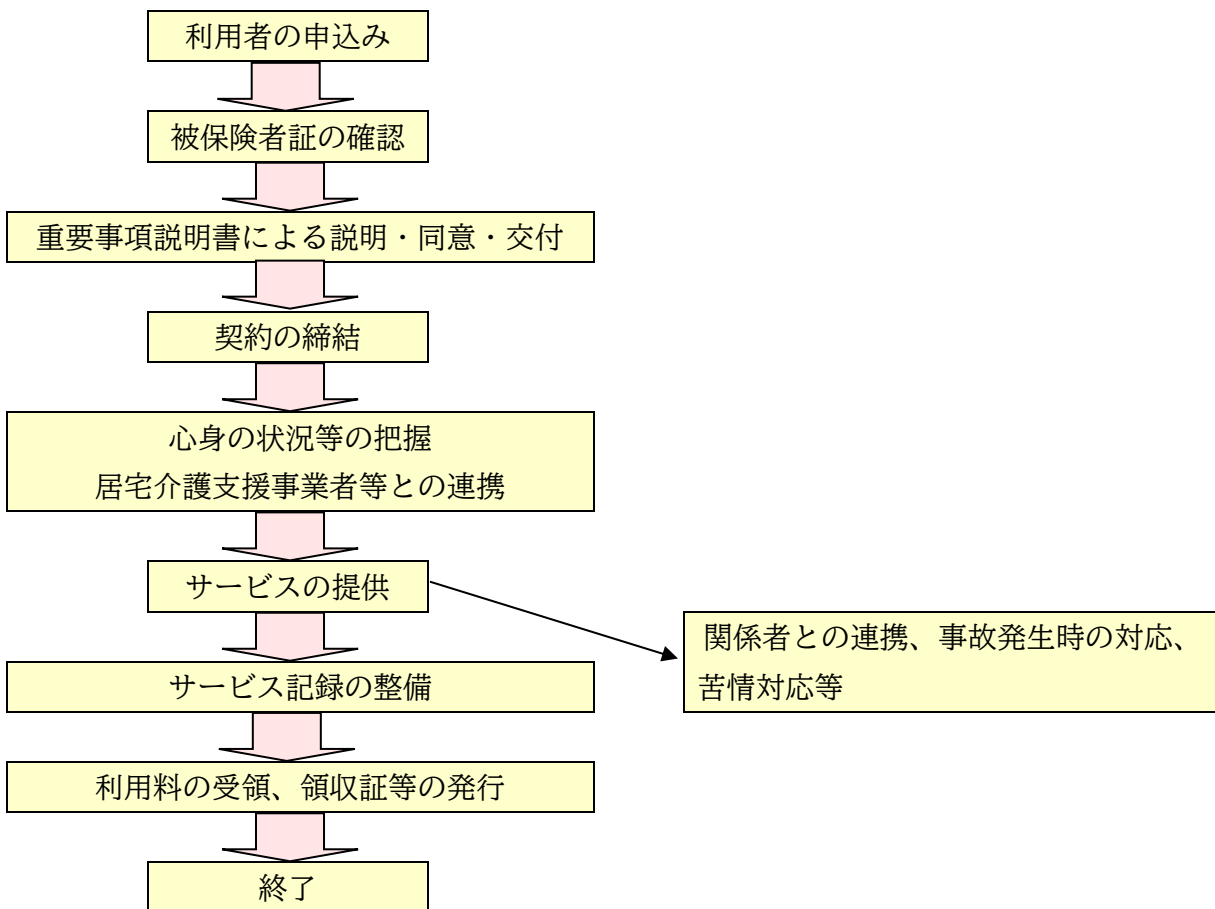 利用者の申込み
被保険者証の確認
重要事項説明書による説明・同意・交付
契約の締結
心身の状況等の把握
居宅介護支援事業者等との連携
サービスの提供
関係者との連携、事故発生時の対応、
苦情対応等
サービス記録の整備
利用料の受領、領収証等の発行
終了